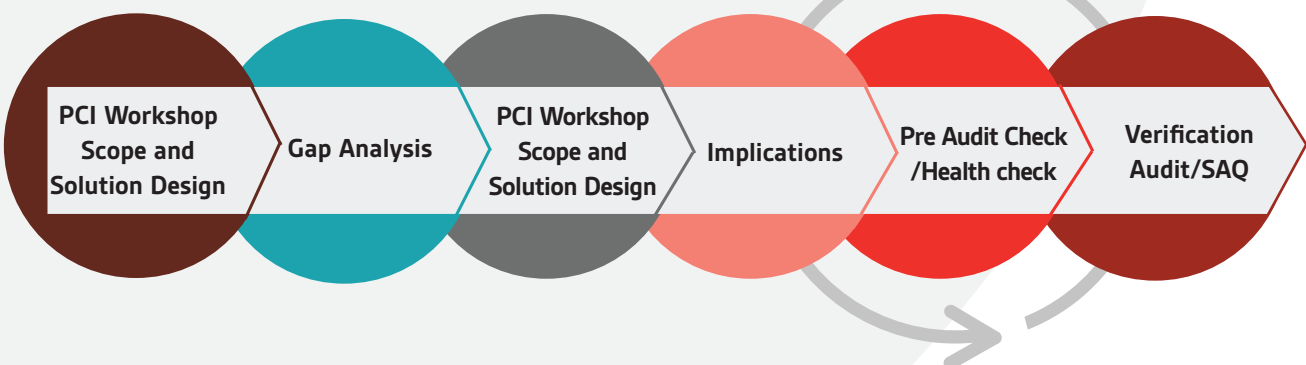 PCI Workshop
Scope and
Solution Design
Gap Analysis
PCI Workshop
Scope and
Solution Design
Implications
Pre Audit Check
/Health check
Verification
Audit/SAQ